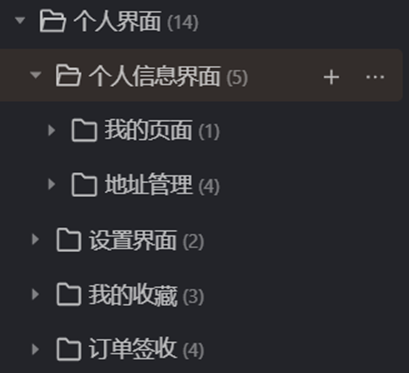 个人界面 (14)
个人信息界面 (5)
我的页面 (1)
地址管理 (4)
设置界面 (2)
我的收藏 (3)
订单签收 (4)